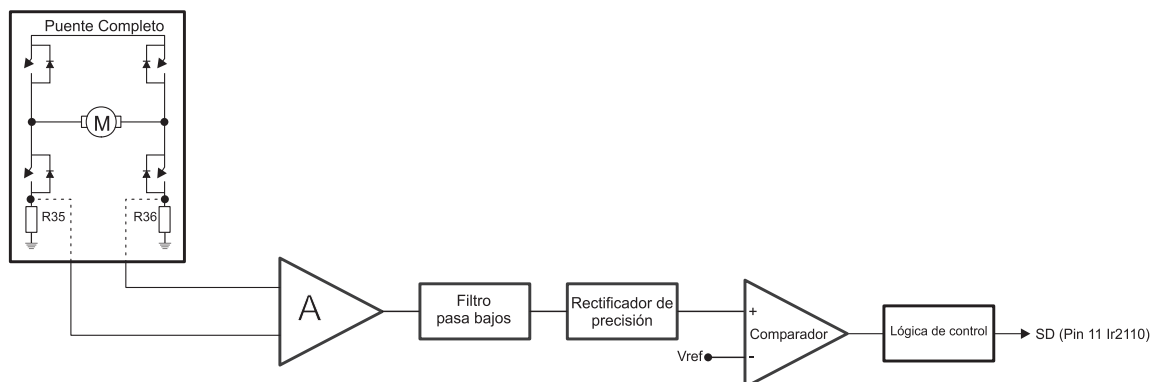 Puente Completo
M
R35
R36
A
Filtro
pasa bajos
Rectificador de
precisión
+
Comparador
-
Vref
Lógica de control
SD (Pin 11 Ir2110)